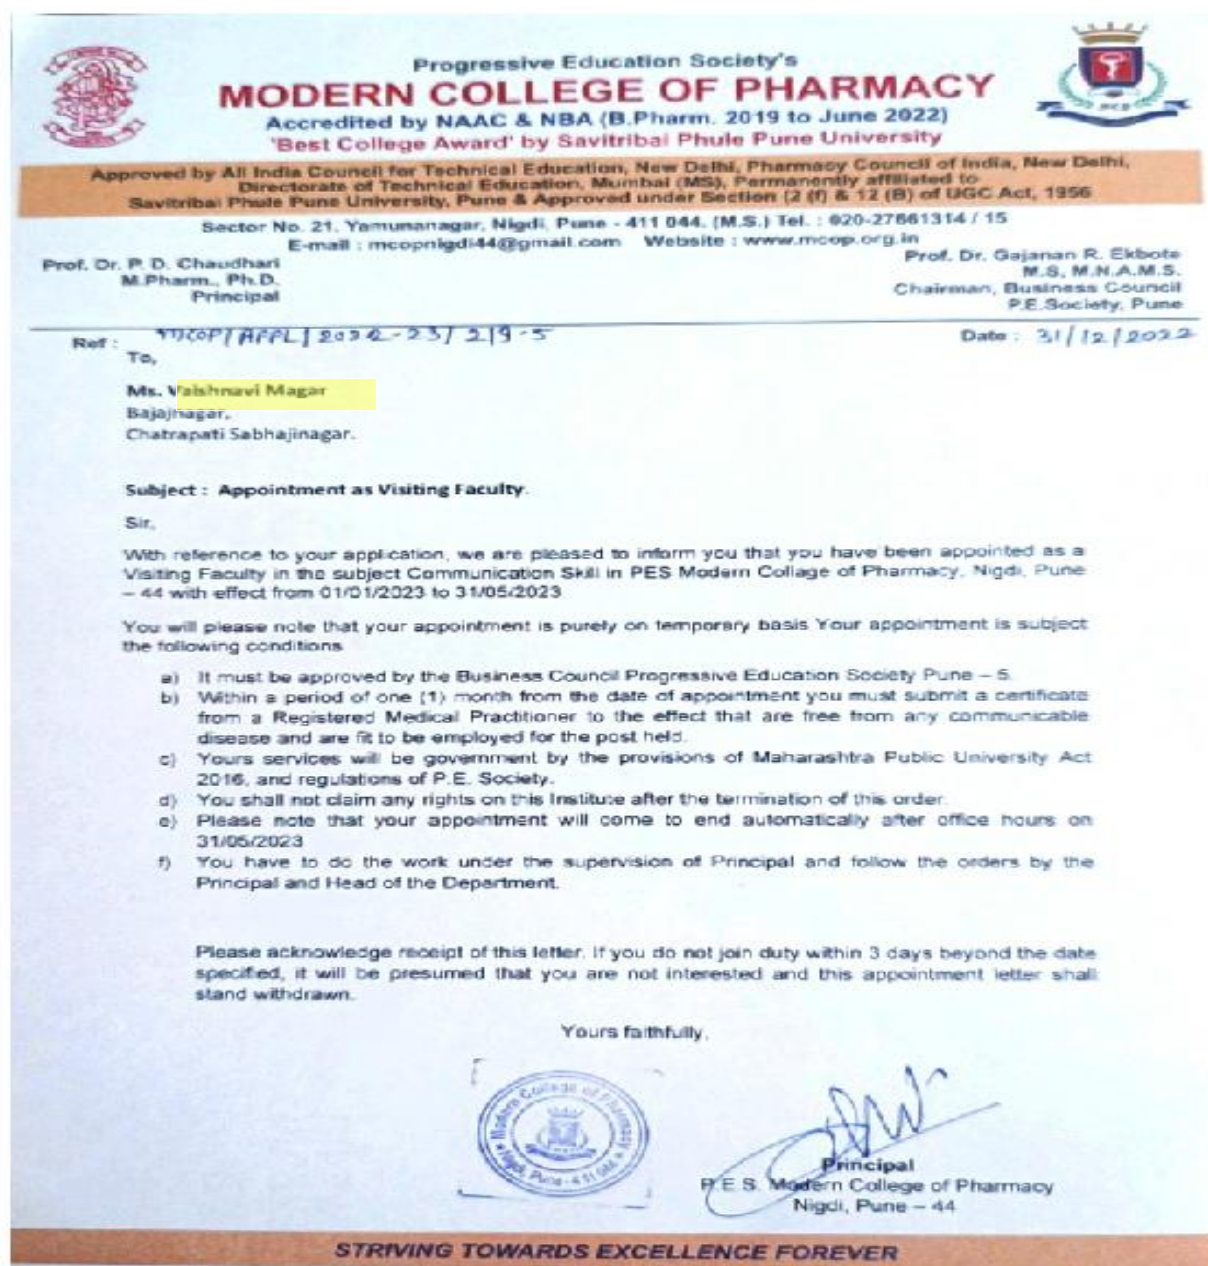 Progressive Education Society's
MODERN COLLEGE OF PHARMACY
Accredited by NAAC & NBA (B.Pharm. 2019 to June 2022)
'Best College Award' by Savitribai Phule Pune University
Approved by All India Council for Technical Education, New Delhi, Pharmacy Council of India, New Delhi,
Directorate of Technical Education, Mumbai (MS), Permanently affiliated to
Savitribai Phule Pune University, Pune & Approved under Section (2 (f) & 12 (B) of UGC Act, 1956
Sector No. 21, Yamunanagar, Nigdi, Pune - 411 044. (M.S.) Tel. : 020-27661314 / 15
E-mail : mcopnigdi44@gmail.com Website : www.mcop.org.in
Prof. Dr. P. D. Chaudhari
M.Pharm., Ph.D.
Principal
Prof. Dr. Gajanan R. Ekbote
M.S, M.N.A.M.S.
Chairman, Business Council
P.E.Society, Pune
Ref : MCOP/APPL/2022-23/219-5 Date : 31/12/2022
To,
Ms. Vaishnavi Magar
Bajajnagar,
Chatrapati Sabhajinagar.
Subject : Appointment as Visiting Faculty.
Sir,
With reference to your application, we are pleased to inform you that you have been appointed as a
Visiting Faculty in the subject Communication Skill in PES Modern Collage of Pharmacy, Nigdi, Pune
– 44 with effect from 01/01/2023 to 31/05/2023
You will please note that your appointment is purely on temporary basis Your appointment is subject
the following conditions
a) It must be approved by the Business Council Progressive Education Society Pune – 5.
b) Within a period of one (1) month from the date of appointment you must submit a certificate
from a Registered Medical Practitioner to the effect that are free from any communicable
disease and are fit to be employed for the post held.
c) Yours services will be government by the provisions of Maharashtra Public University Act
2016, and regulations of P.E. Society.
d) You shall not claim any rights on this Institute after the termination of this order.
e) Please note that your appointment will come to end automatically after office hours on
31/05/2023
f) You have to do the work under the supervision of Principal and follow the orders by the
Principal and Head of the Department.
Please acknowledge receipt of this letter. If you do not join duty within 3 days beyond the date
specified, it will be presumed that you are not interested and this appointment letter shall
stand withdrawn.
Yours faithfully,
Modern College of Pharmacy
Nigdi, Pune - 411 044
Principal
P.E.S. Modern College of Pharmacy
Nigdi, Pune – 44
STRIVING TOWARDS EXCELLENCE FOREVER